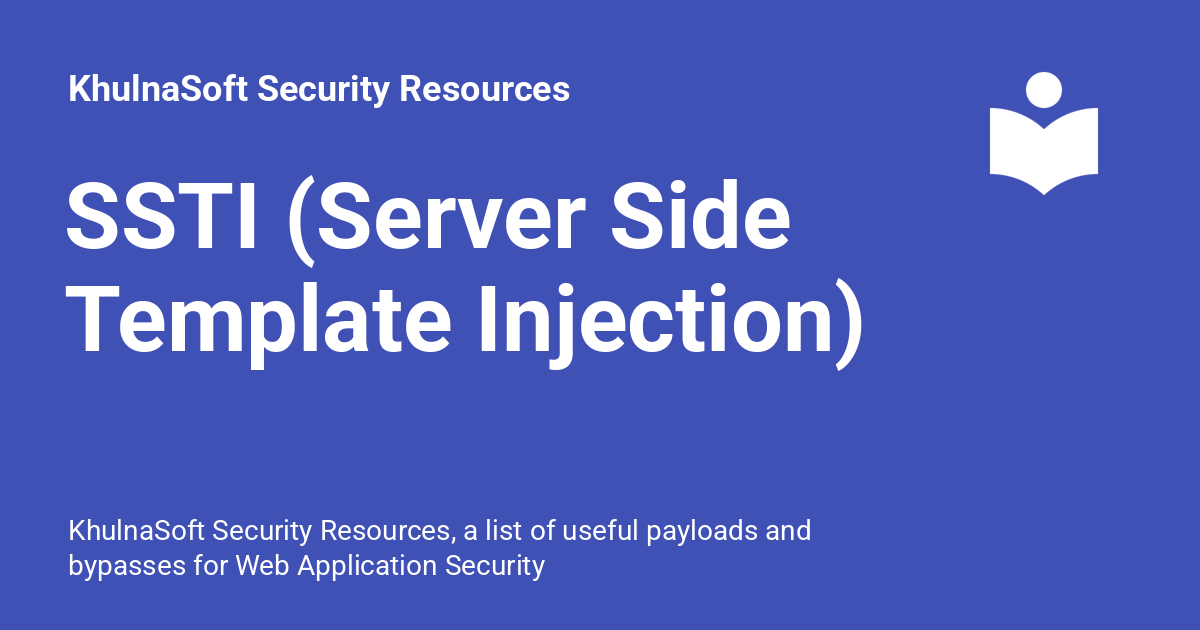 KhulnaSoft Security Resources
SSTI (Server Side
Template Injection)
KhulnaSoft Security Resources, a list of useful payloads and
bypasses for Web Application Security